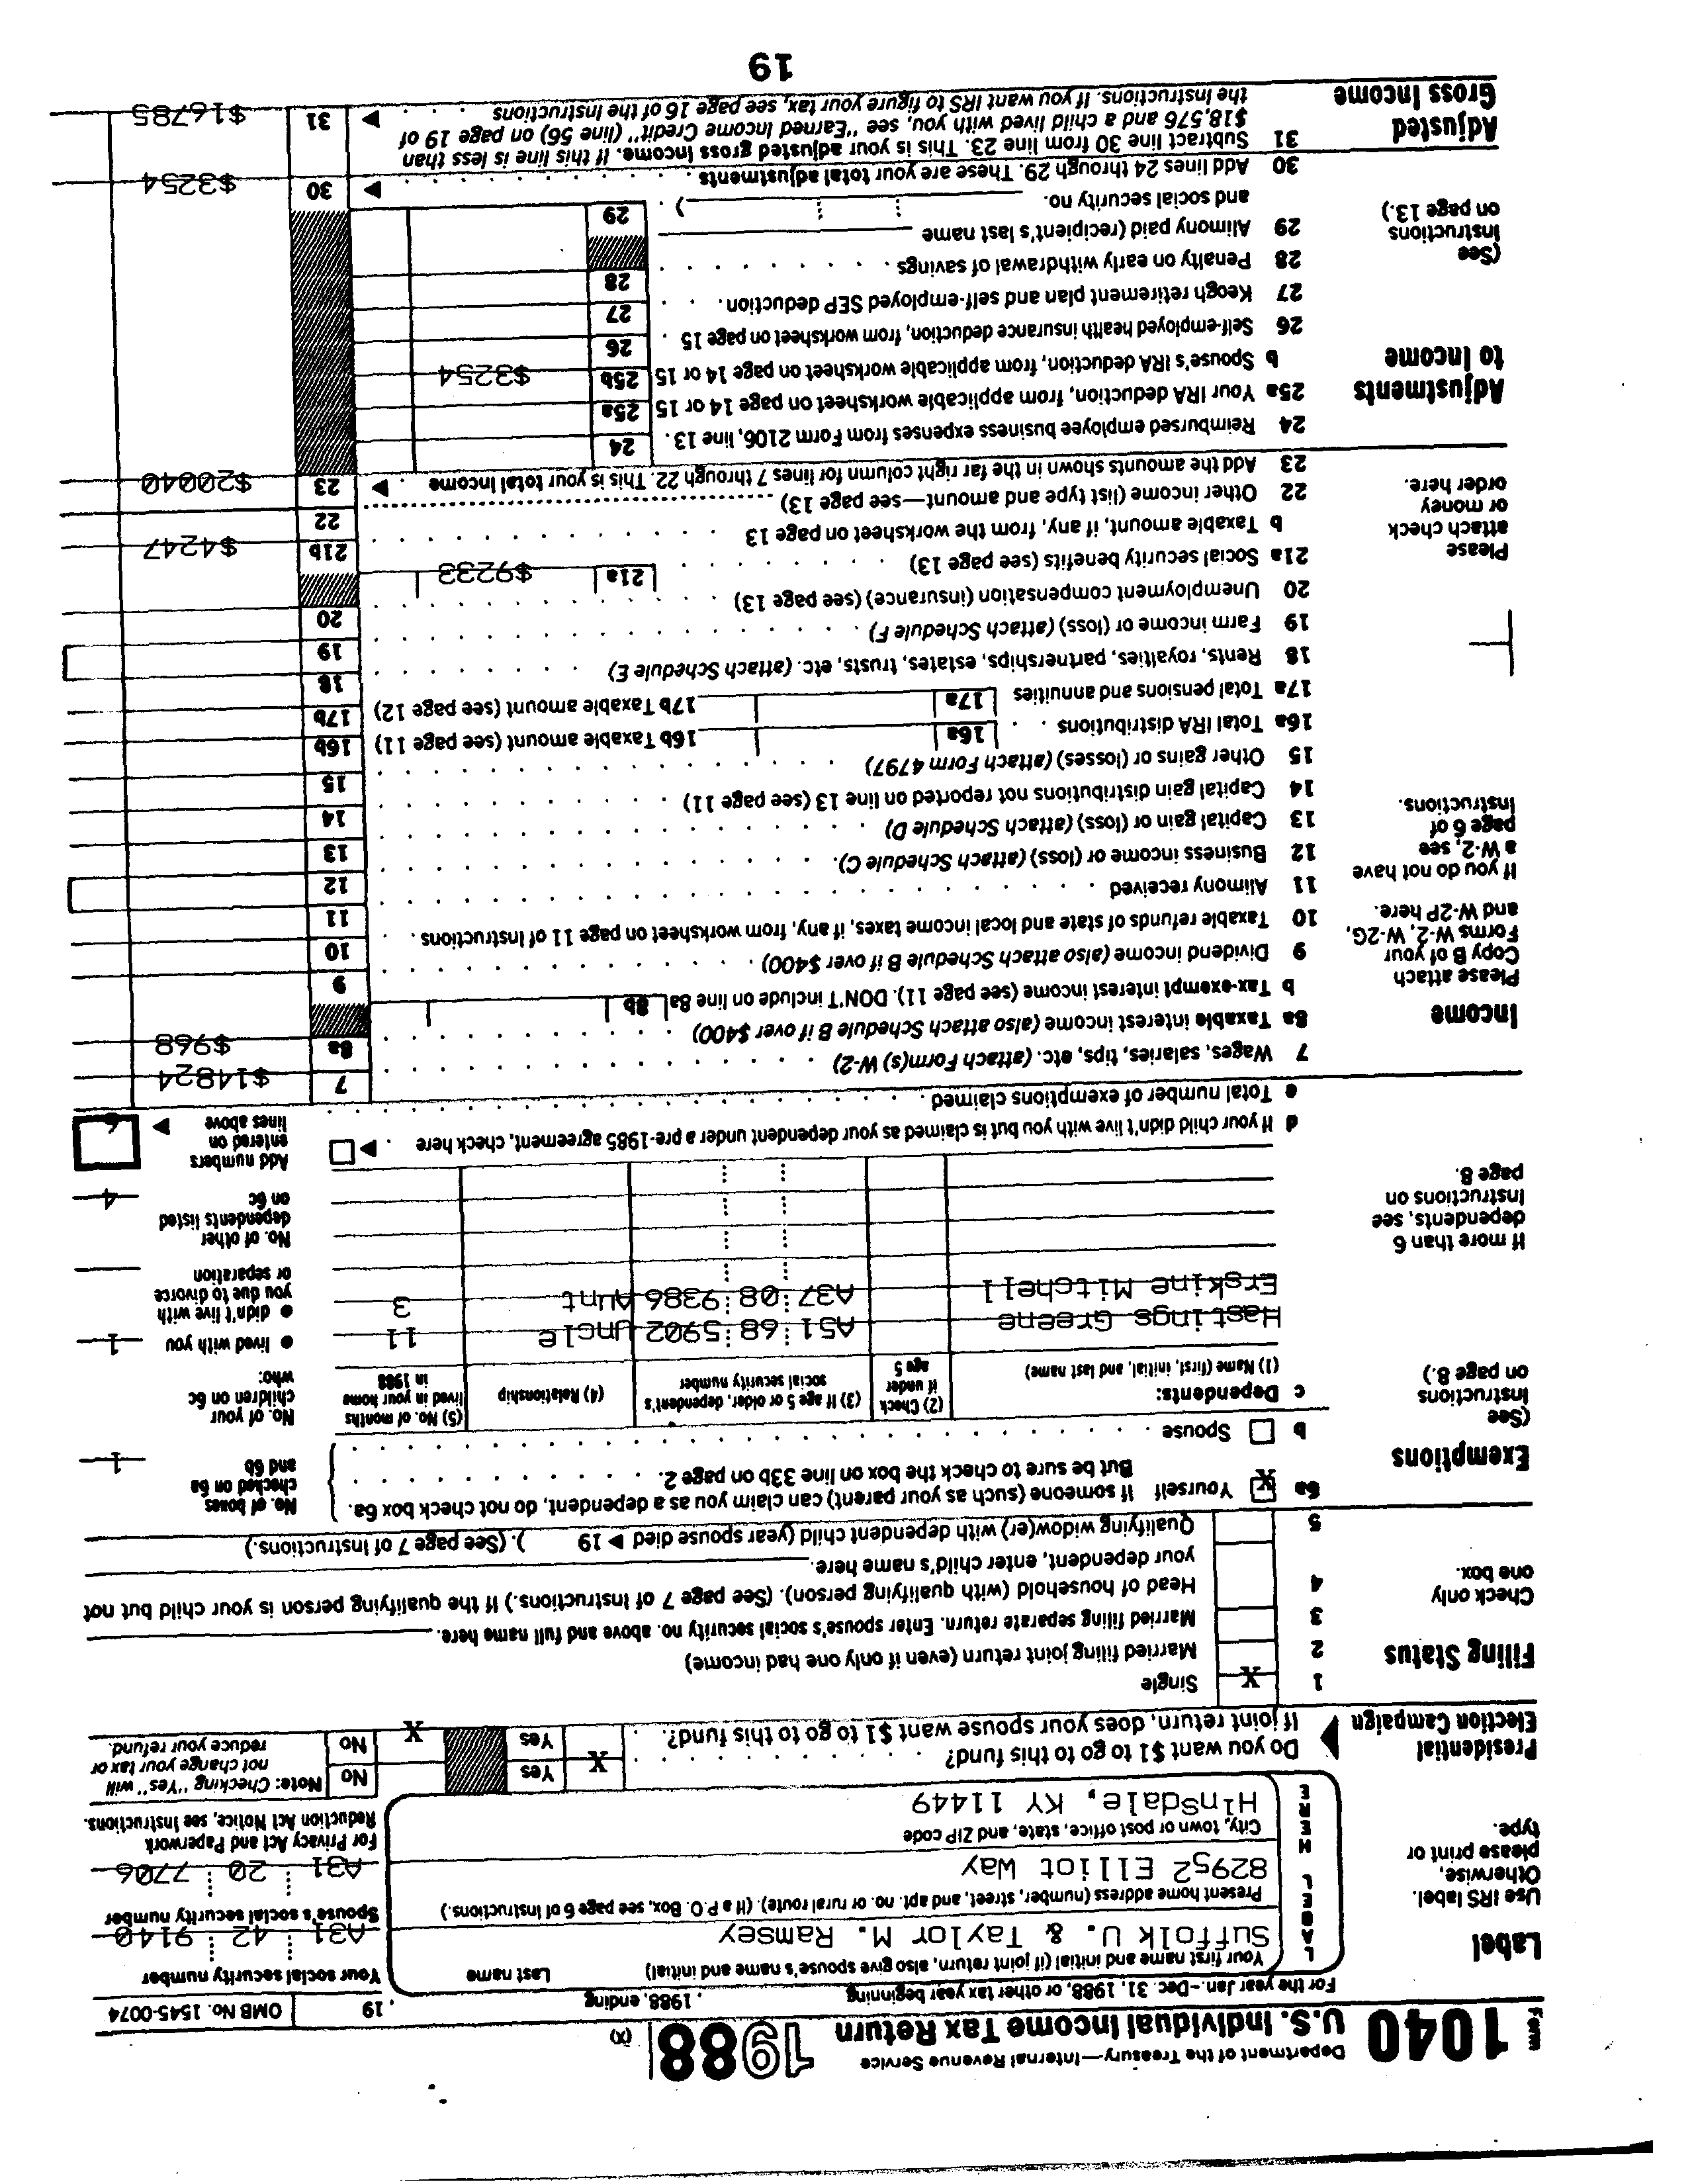 Form 1040 Department of the Treasury—Internal Revenue Service
U.S. Individual Income Tax Return 1988 (X)
For the year Jan.–Dec. 31, 1988, or other tax year beginning , 1988, ending , 19 OMB No. 1545-0074
Label
Use IRS label.
Otherwise,
please print or
type.
LABEL HERE
Your first name and initial (if joint return, also give spouse's name and initial) Last name
Suffolk U. & Taylor M. Ramsey
Your social security number
A31 42 9140
Present home address (number, street, and apt. no. or rural route). (If a P.O. Box, see page 6 of Instructions.)
82952 Elliot Way
Spouse's social security number
A31 20 7706
City, town or post office, state, and ZIP code
HlnSdale, KY 11449
For Privacy Act and Paperwork
Reduction Act Notice, see Instructions.
Presidential
Election Campaign
Do you want $1 to go to this fund? X Yes No
If joint return, does your spouse want $1 to go to this fund? Yes X No
Note: Checking "Yes" will
not change your tax or
reduce your refund.
Filing Status
Check only
one box.
1 X Single
2 Married filing joint return (even if only one had income)
3 Married filing separate return. Enter spouse's social security no. above and full name here.
4 Head of household (with qualifying person). (See page 7 of Instructions.) If the qualifying person is your child but not
your dependent, enter child's name here.
5 Qualifying widow(er) with dependent child (year spouse died ▶ 19 ). (See page 7 of Instructions.)
Exemptions
(See
Instructions
on page 8.)
6a X Yourself If someone (such as your parent) can claim you as a dependent, do not check box 6a.
But be sure to check the box on line 33b on page 2.
b Spouse
No. of boxes
checked on 6a
and 6b
1
c Dependents:
(1) Name (first, initial, and last name)
(2) Check
if under
age 5
(3) If age 5 or older, dependent's
social security number
(4) Relationship
(5) No. of months
lived in your home
in 1988
Hastings Greene A51 68 5902 Uncle 11
Erskine Mitchell A37 08 9386 Aunt 3
No. of your
children on 6c
who:
● lived with you 1
● didn't live with
you due to divorce
or separation
If more than 6
dependents, see
Instructions on
page 8.
No. of other
dependents listed
on 6c
4
d If your child didn't live with you but is claimed as your dependent under a pre-1985 agreement, check here ▶
e Total number of exemptions claimed
Add numbers
entered on
lines above ▶ 6
Income
Please attach
Copy B of your
Forms W-2, W-2G,
and W-2P here.
If you do not have
a W-2, see
page 6 of
Instructions.
Please
attach check
or money
order here.
7 Wages, salaries, tips, etc. (attach Form(s) W-2) 7 $14824
8a Taxable interest income (also attach Schedule B if over $400) 8a $968
b Tax-exempt interest income (see page 11). DON'T include on line 8a 8b
9 Dividend income (also attach Schedule B if over $400) 9
10 Taxable refunds of state and local income taxes, if any, from worksheet on page 11 of Instructions 10
11 Alimony received 11
12 Business income or (loss) (attach Schedule C) 12
13 Capital gain or (loss) (attach Schedule D) 13
14 Capital gain distributions not reported on line 13 (see page 11) 14
15 Other gains or (losses) (attach Form 4797) 15
16a Total IRA distributions 16a 16b Taxable amount (see page 11) 16b
17a Total pensions and annuities 17a 17b Taxable amount (see page 12) 17b
18 Rents, royalties, partnerships, estates, trusts, etc. (attach Schedule E) 18
19 Farm income or (loss) (attach Schedule F) 19
20 Unemployment compensation (insurance) (see page 13) 20
21a Social security benefits (see page 13) 21a $9233
b Taxable amount, if any, from the worksheet on page 13 21b $4247
22 Other income (list type and amount—see page 13) 22
23 Add the amounts shown in the far right column for lines 7 through 22. This is your total income ▶ 23 $20040
Adjustments
to Income
(See
Instructions
on page 13.)
24 Reimbursed employee business expenses from Form 2106, line 13 24
25a Your IRA deduction, from applicable worksheet on page 14 or 15 25a
b Spouse's IRA deduction, from applicable worksheet on page 14 or 15 25b $3254
26 Self-employed health insurance deduction, from worksheet on page 15 26
27 Keogh retirement plan and self-employed SEP deduction 27
28 Penalty on early withdrawal of savings 28
29 Alimony paid (recipient's last name
and social security no. ) 29
30 Add lines 24 through 29. These are your total adjustments ▶ 30 $3254
Adjusted
Gross Income
31 Subtract line 30 from line 23. This is your adjusted gross income. If this line is less than
$18,576 and a child lived with you, see "Earned Income Credit" (line 56) on page 19 of
the Instructions. If you want IRS to figure your tax, see page 16 of the Instructions ▶ 31 $16785
19